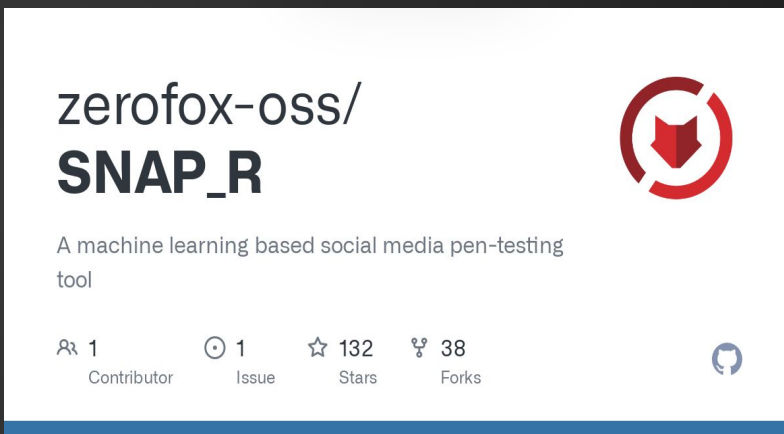 zerofox-oss/
SNAP_R
A machine learning based social media pen-testing
tool
1
Contributor
1
Issue
132
Stars
38
Forks